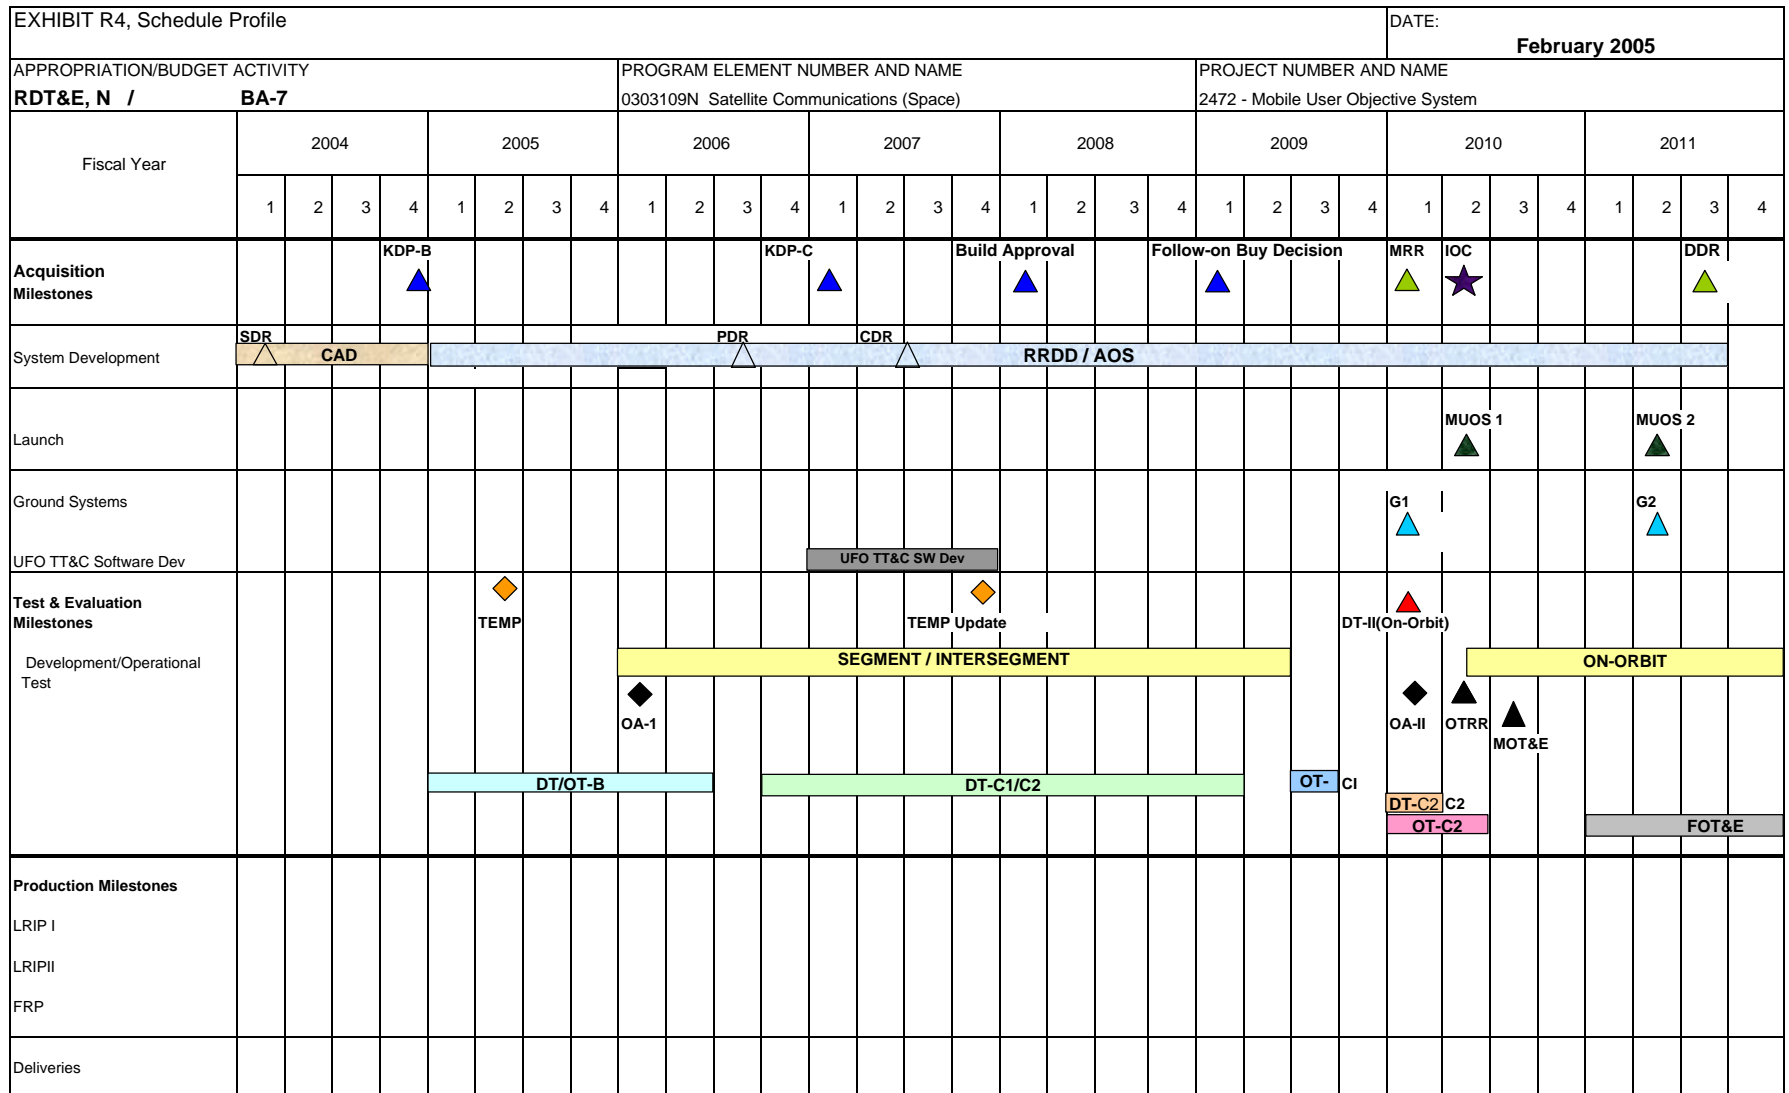 EXHIBIT R4, Schedule Profile
DATE:
February 2005
APPROPRIATION/BUDGET ACTIVITY
PROGRAM ELEMENT NUMBER AND NAME
PROJECT NUMBER AND NAME
RDT&E, N / BA-7
0303109N Satellite Communications (Space)
2472 - Mobile User Objective System
Fiscal Year
2004 2005 2006 2007 2008 2009 2010 2011
1 2 3 4 1 2 3 4 1 2 3 4 1 2 3 4 1 2 3 4 1 2 3 4 1 2 3 4 1 2 3 4
KDP-B KDP-C Build Approval Follow-on Buy Decision MRR IOC DDR
Acquisition
Milestones
SDR PDR CDR
System Development CAD RRDD / AOS
MUOS 1 MUOS 2
Launch
Ground Systems G1 G2
UFO TT&C Software Dev UFO TT&C SW Dev
Test & Evaluation
Milestones TEMP TEMP Update DT-II(On-Orbit)
Development/Operational
Test
SEGMENT / INTERSEGMENT ON-ORBIT
OA-1 OA-II OTRR
MOT&E
DT/OT-B DT-C1/C2 OT- CI
DT-C2 C2
OT-C2 FOT&E
Production Milestones
LRIP I
LRIPII
FRP
Deliveries